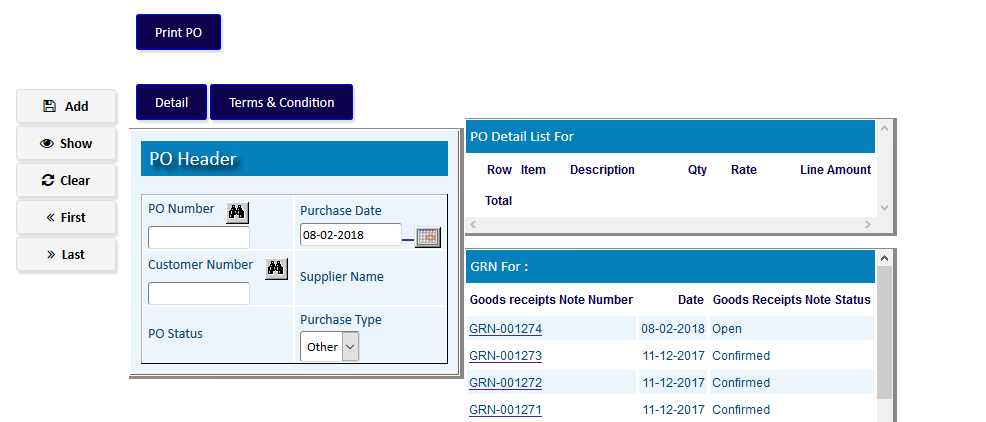 Print PO
Detail
Terms & Condition
Add
Show
Clear
First
Last
PO Header
PO Number
Purchase Date
08-02-2018
Customer Number
Supplier Name
PO Status
Purchase Type
Other
PO Detail List For
Row Item Description Qty Rate Line Amount
Total
GRN For :
Goods receipts Note Number Date Goods Receipts Note Status
GRN-001274 08-02-2018 Open
GRN-001273 11-12-2017 Confirmed
GRN-001272 11-12-2017 Confirmed
GRN-001271 11-12-2017 Confirmed